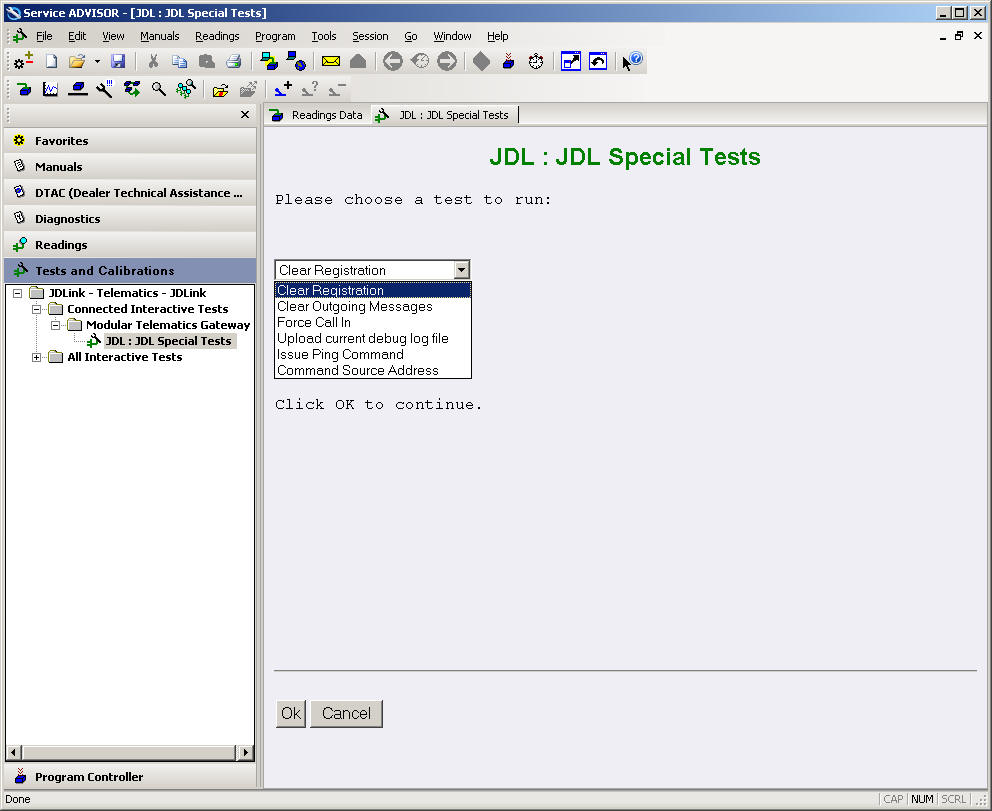 Service ADVISOR - [JDL : JDL Special Tests]
File Edit View Manuals Readings Program Tools Session Go Window Help
Readings Data JDL : JDL Special Tests
Favorites
Manuals
DTAC (Dealer Technical Assistance ...
Diagnostics
Readings
Tests and Calibrations
JDLink - Telematics - JDLink
Connected Interactive Tests
Modular Telematics Gateway
JDL : JDL Special Tests
All Interactive Tests
Program Controller
JDL : JDL Special Tests
Please choose a test to run:
Clear Registration
Clear Registration
Clear Outgoing Messages
Force Call In
Upload current debug log file
Issue Ping Command
Command Source Address
Click OK to continue.
Ok Cancel
Done CAP NUM SCRL